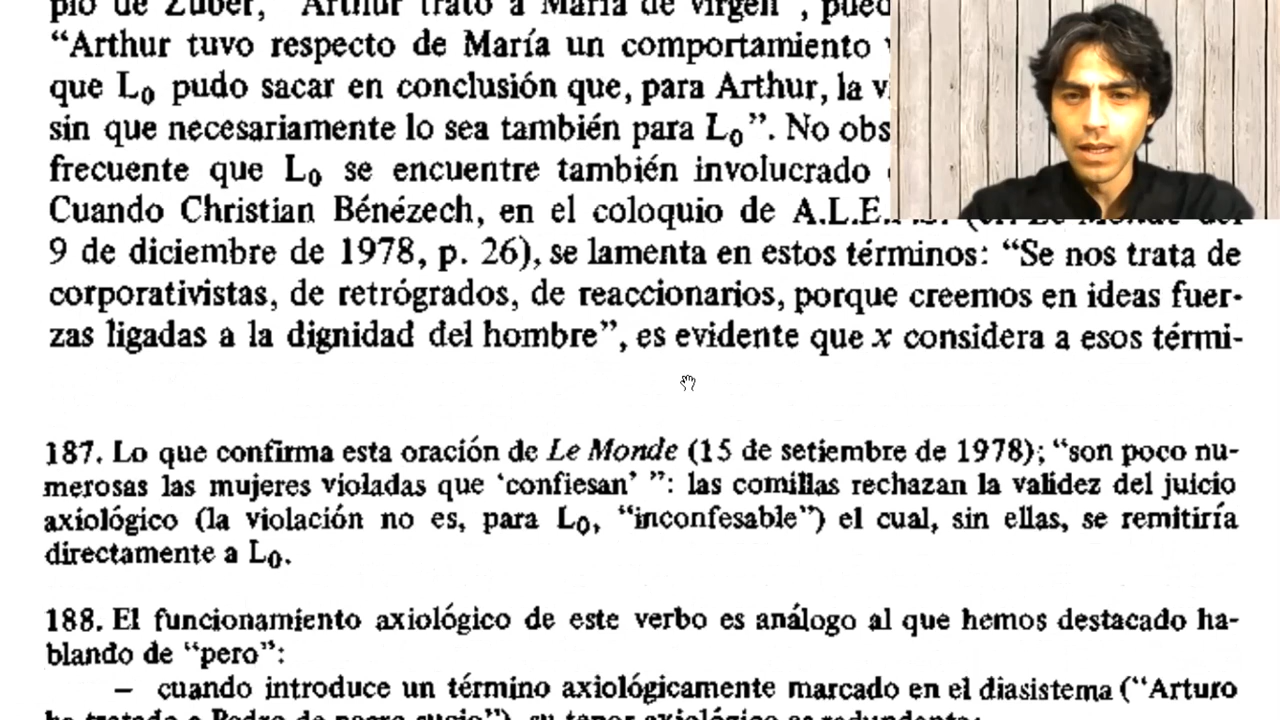 pio de Zuber, "Arthur trató a María de virgen",
"Arthur tuvo respecto de María un comportamiento
que L₀ pudo sacar en conclusión que, para Arthur, la
sin que necesariamente lo sea también para L₀". No
frecuente que L₀ se encuentre también involucrado
Cuando Christian Bénézech, en el coloquio de
9 de diciembre de 1978, p. 26), se lamenta en estos términos: "Se nos trata de
corporativistas, de retrógrados, de reaccionarios, porque creemos en ideas fuer-
zas ligadas a la dignidad del hombre", es evidente que x considera a esos térmi-
187. Lo que confirma esta oración de Le Monde (15 de setiembre de 1978); "son poco nu-
merosas las mujeres violadas que 'confiesan' ": las comillas rechazan la validez del juicio
axiológico (la violación no es, para L₀, "inconfesable") el cual, sin ellas, se remitiría
directamente a L₀.
188. El funcionamiento axiológico de este verbo es análogo al que hemos destacado ha-
blando de "pero":
– cuando introduce un término axiológicamente marcado en el diasistema ("Arturo